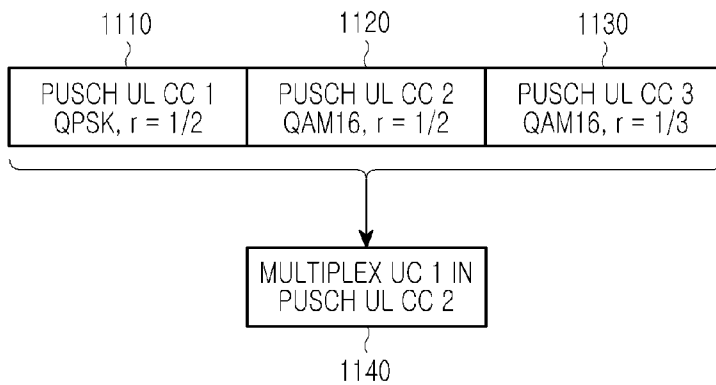 1110 1120 1130
PUSCH UL CC 1 PUSCH UL CC 2 PUSCH UL CC 3
QPSK, r = 1/2 QAM16, r = 1/2 QAM16, r = 1/3
MULTIPLEX UC 1 IN
PUSCH UL CC 2
1140